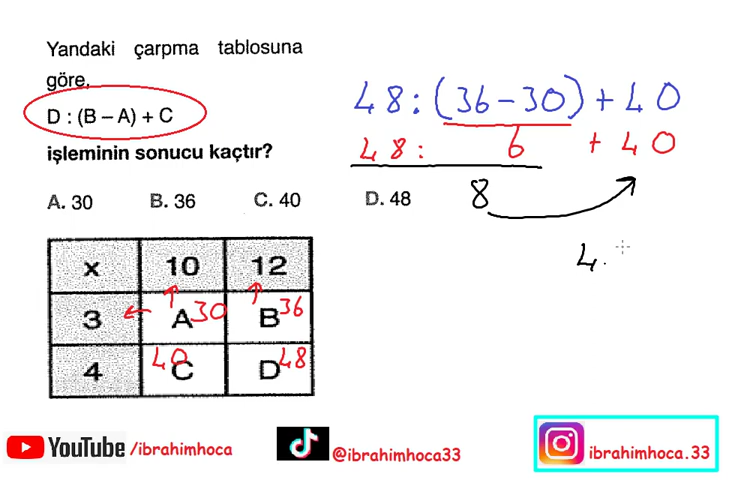 Yandaki çarpma tablosuna
göre,
D : (B – A) + C
işleminin sonucu kaçtır?
A. 30 B. 36 C. 40 D. 48
48:(36-30)+40
48: 6 +40
8
4.
x 10 12
3 A 30 B 36
4 40 C D 48
YouTube /ibrahimhoca
@ibrahimhoca33
ibrahimhoca.33